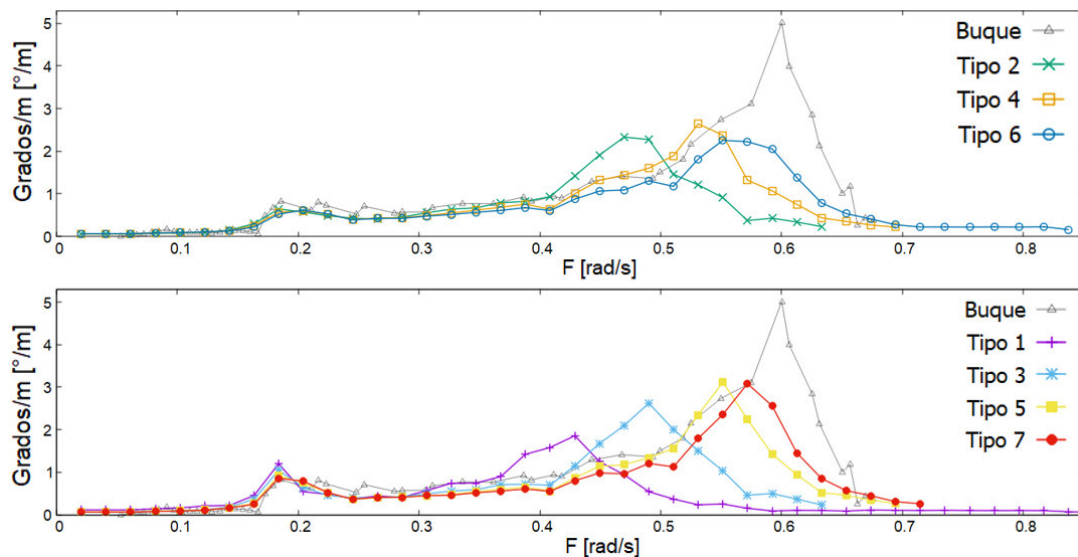 Grados/m [°/m]
5
4
3
2
1
0
Buque
Tipo 2
Tipo 4
Tipo 6
0 0.1 0.2 0.3 0.4 0.5 0.6 0.7 0.8
F [rad/s]
Grados/m [°/m]
5
4
3
2
1
0
Buque
Tipo 1
Tipo 3
Tipo 5
Tipo 7
0 0.1 0.2 0.3 0.4 0.5 0.6 0.7 0.8
F [rad/s]